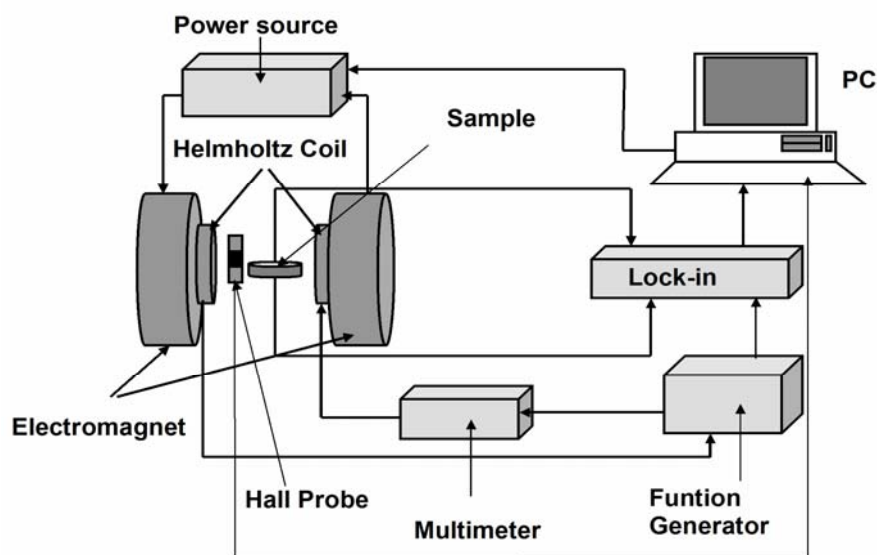 Power source
PC
Sample
Helmholtz Coil
Lock-in
Electromagnet
Hall Probe
Multimeter
Funtion
Generator